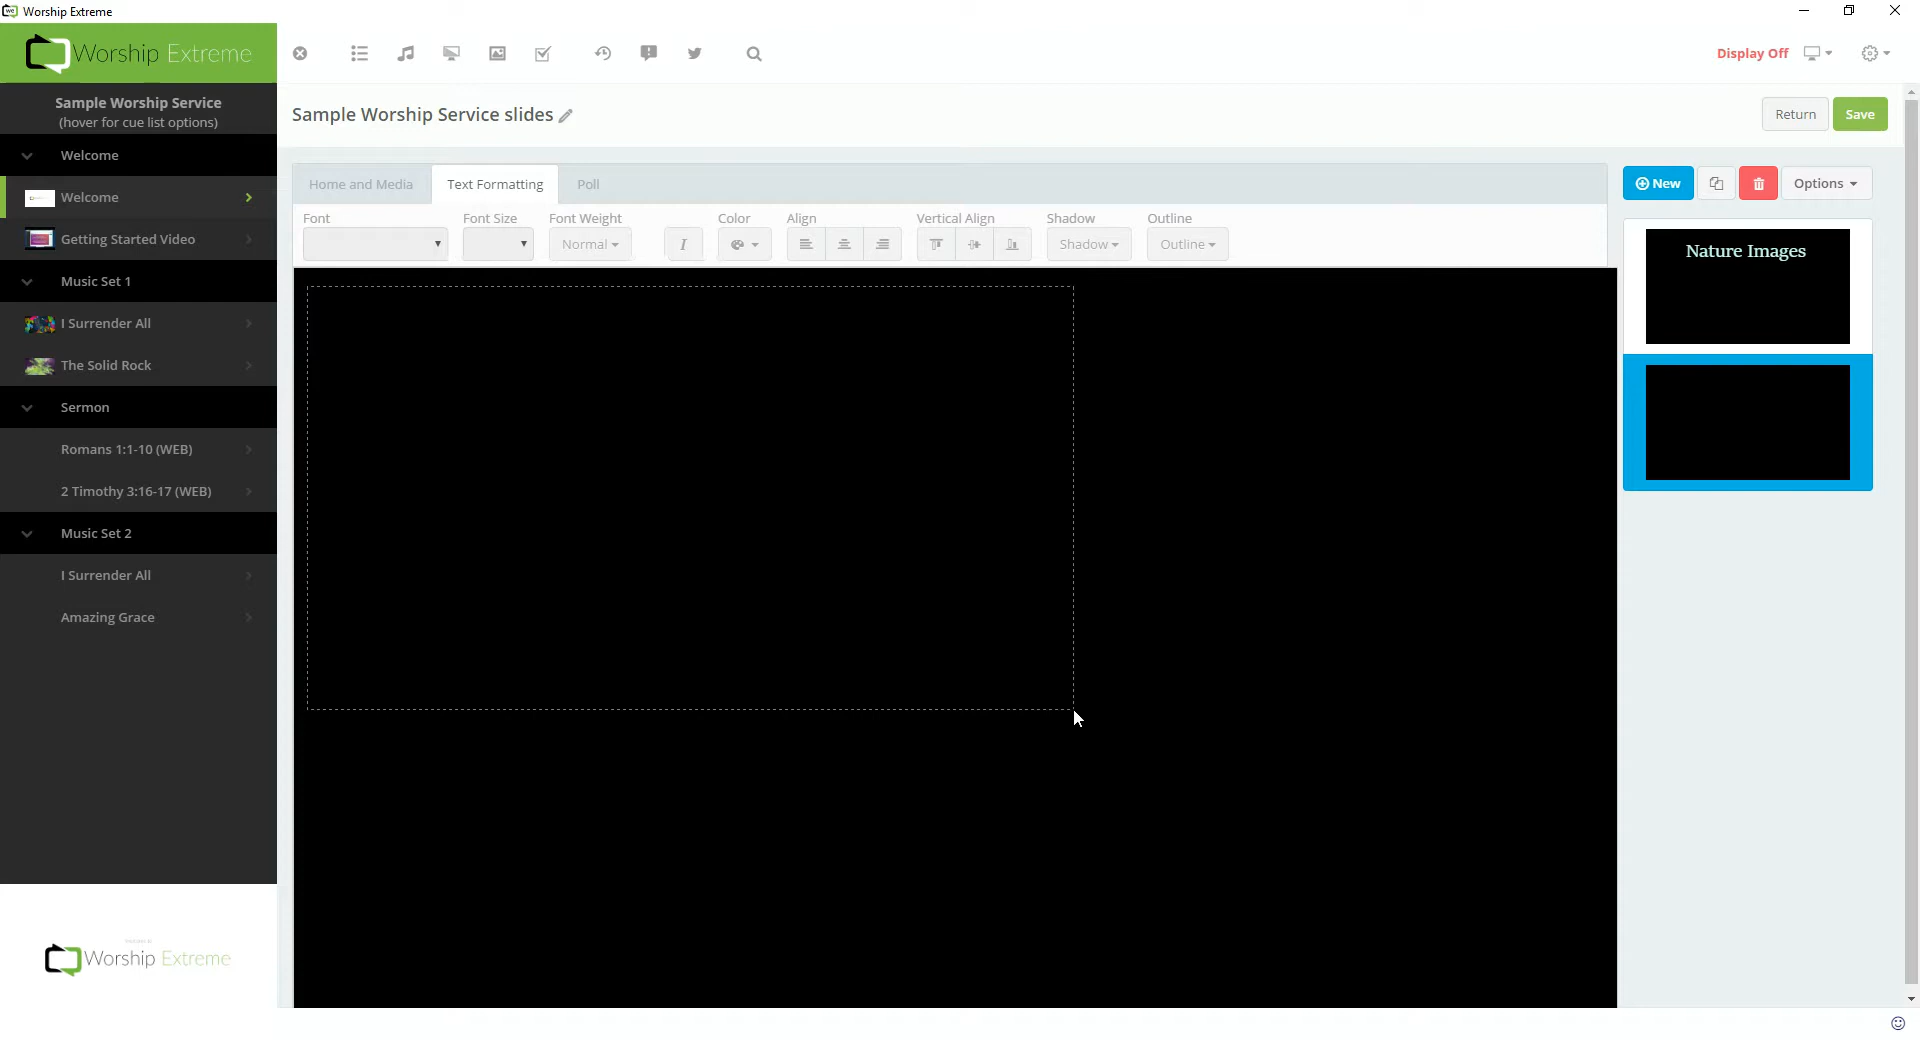 Worship Extreme
Worship Extreme
Display Off
Sample Worship Service
(hover for cue list options)
Sample Worship Service slides
Return
Save
Welcome
Home and Media
Text Formatting
Poll
New
Options
Welcome
Font
Font Size
Font Weight
Color
Align
Vertical Align
Shadow
Outline
Normal
I
Shadow
Outline
Getting Started Video
Nature Images
Music Set 1
I Surrender All
The Solid Rock
Sermon
Romans 1:1-10 (WEB)
2 Timothy 3:16-17 (WEB)
Music Set 2
I Surrender All
Amazing Grace
Worship Extreme